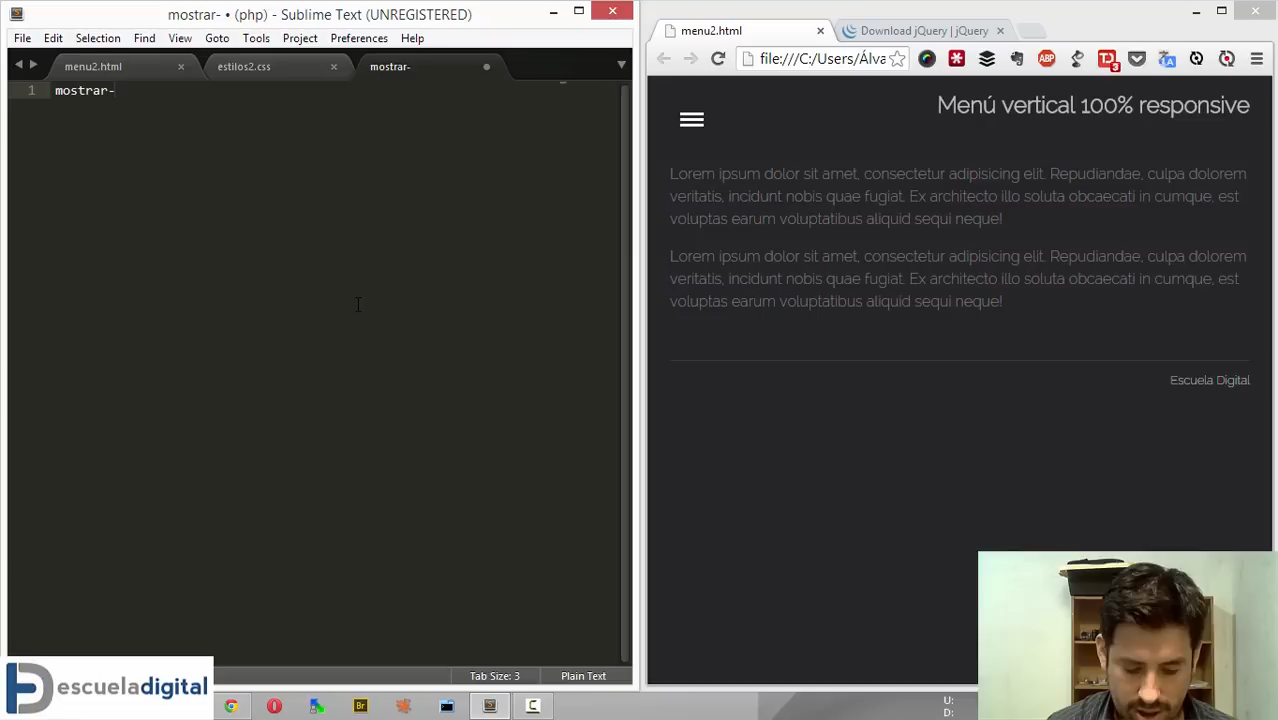 mostrar- • (php) - Sublime Text (UNREGISTERED)
File Edit Selection Find View Goto Tools Project Preferences Help
menu2.html × estilos2.css × mostrar-
1 mostrar-
Tab Size: 3 Plain Text
escueladigital
menu2.html × Download jQuery | jQuery ×
file:///C:/Users/Álva
ABP
3
Menú vertical 100% responsive
Lorem ipsum dolor sit amet, consectetur adipisicing elit. Repudiandae, culpa dolorem
veritatis, incidunt nobis quae fugiat. Ex architecto illo soluta obcaecati in cumque, est
voluptas earum voluptatibus aliquid sequi neque!
Lorem ipsum dolor sit amet, consectetur adipisicing elit. Repudiandae, culpa dolorem
veritatis, incidunt nobis quae fugiat. Ex architecto illo soluta obcaecati in cumque, est
voluptas earum voluptatibus aliquid sequi neque!
Escuela Digital
Br
U:
D: